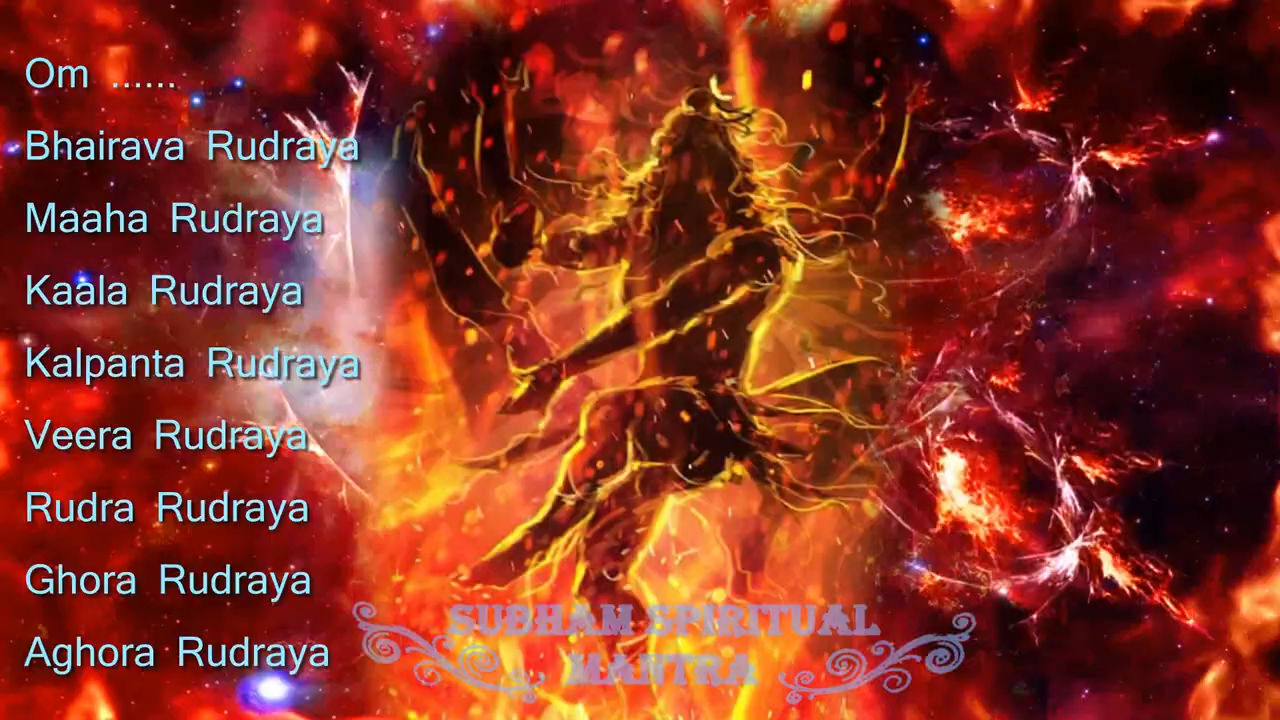 Om ......
Bhairava Rudraya
Maaha Rudraya
Kaala Rudraya
Kalpanta Rudraya
Veera Rudraya
Rudra Rudraya
Ghora Rudraya
Aghora Rudraya
SUBHAM SPIRITUAL
MANTRA